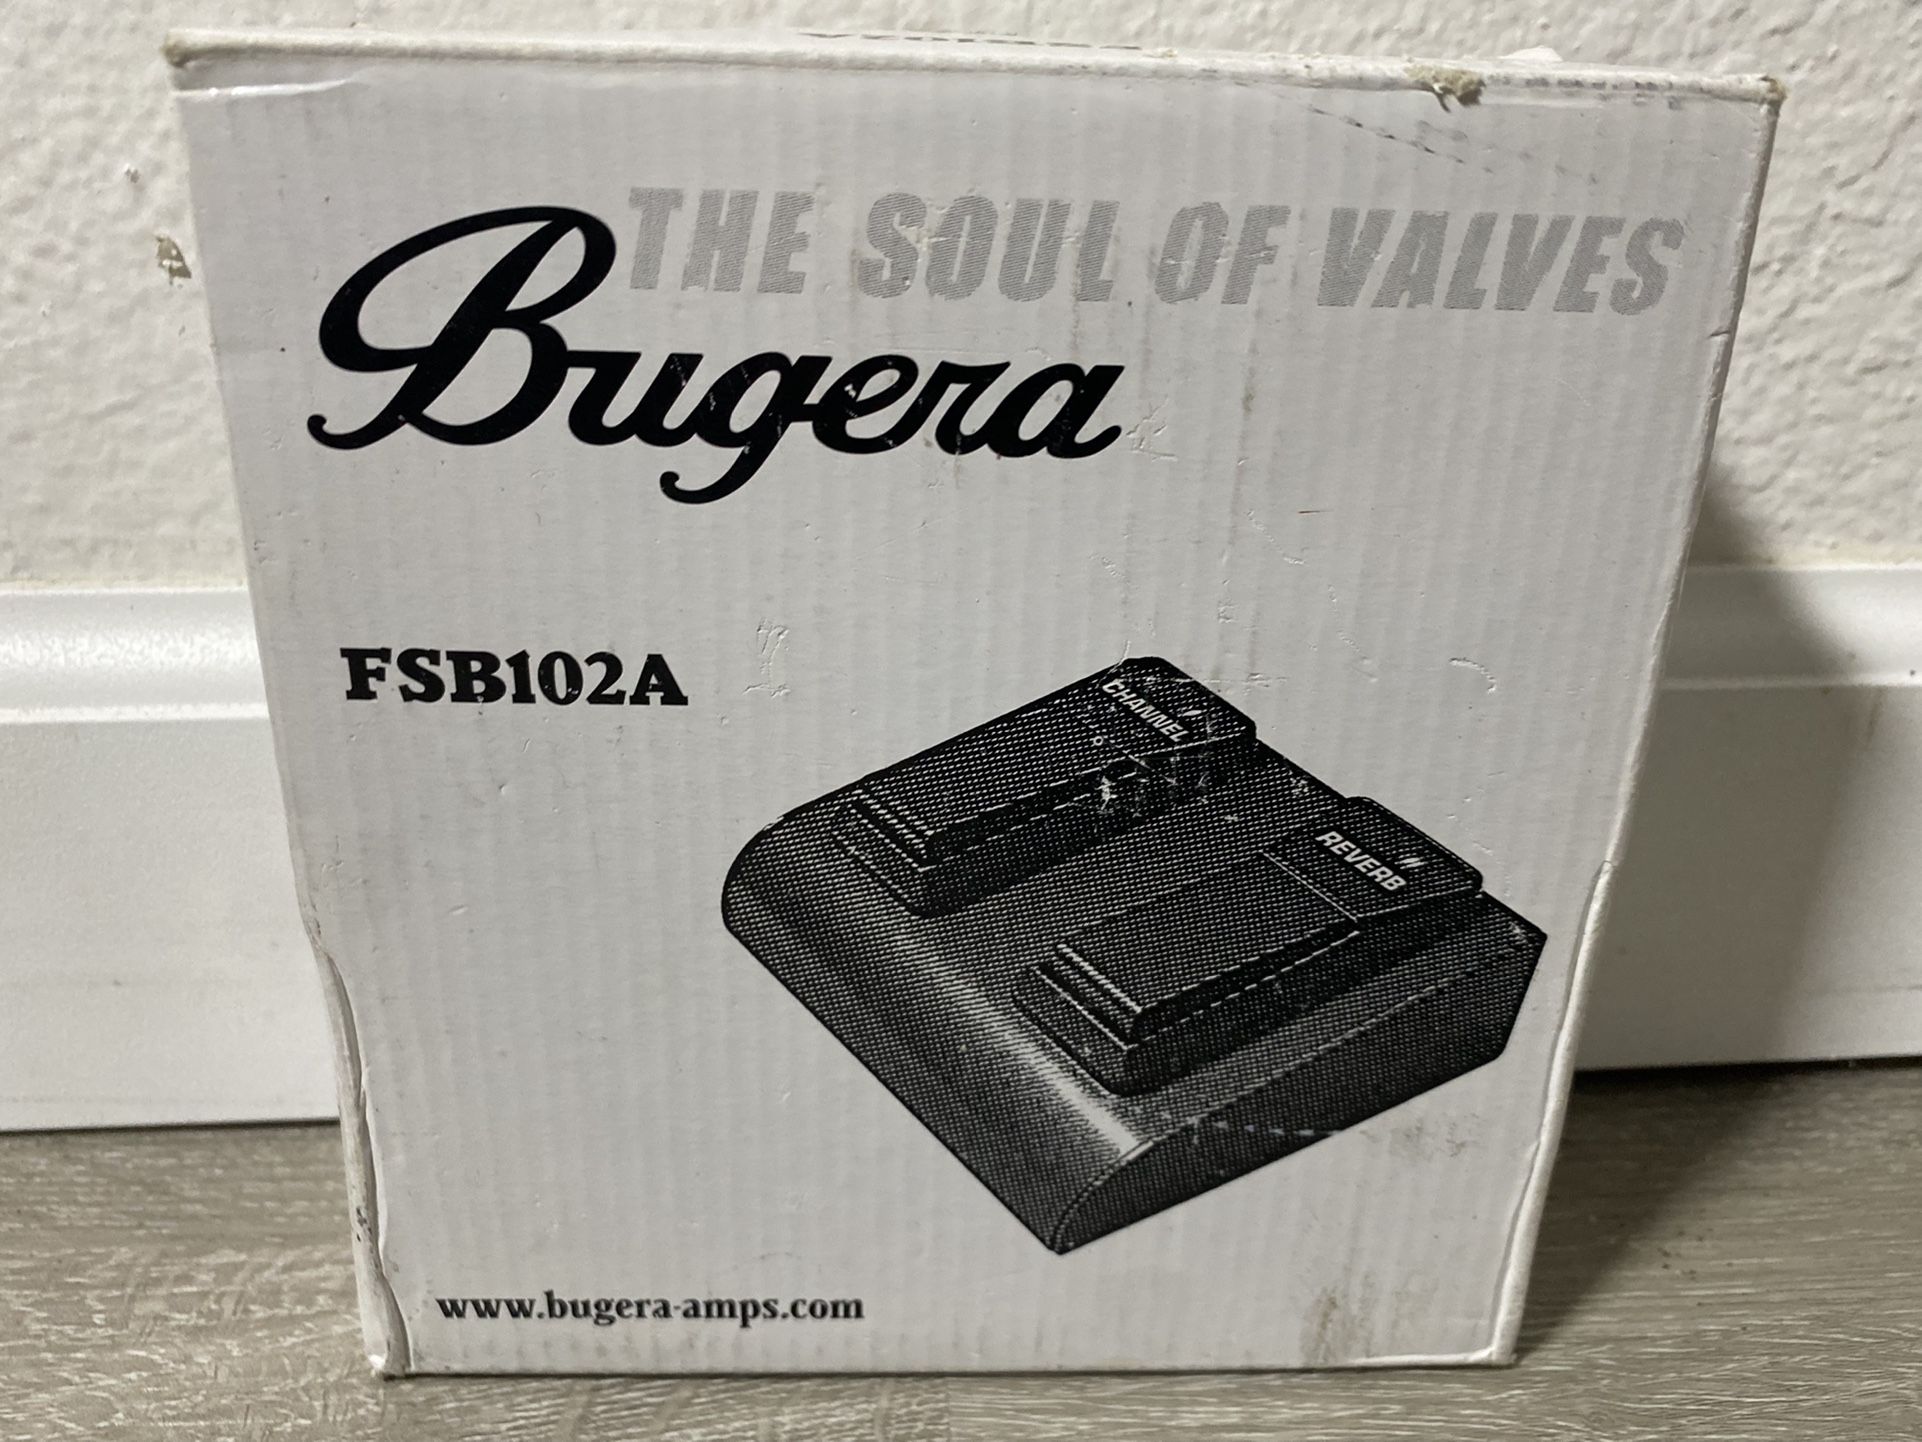 THE SOUL OF VALVES
Bugera
FSB102A
CHANNEL
REVERB
www.bugera-amps.com